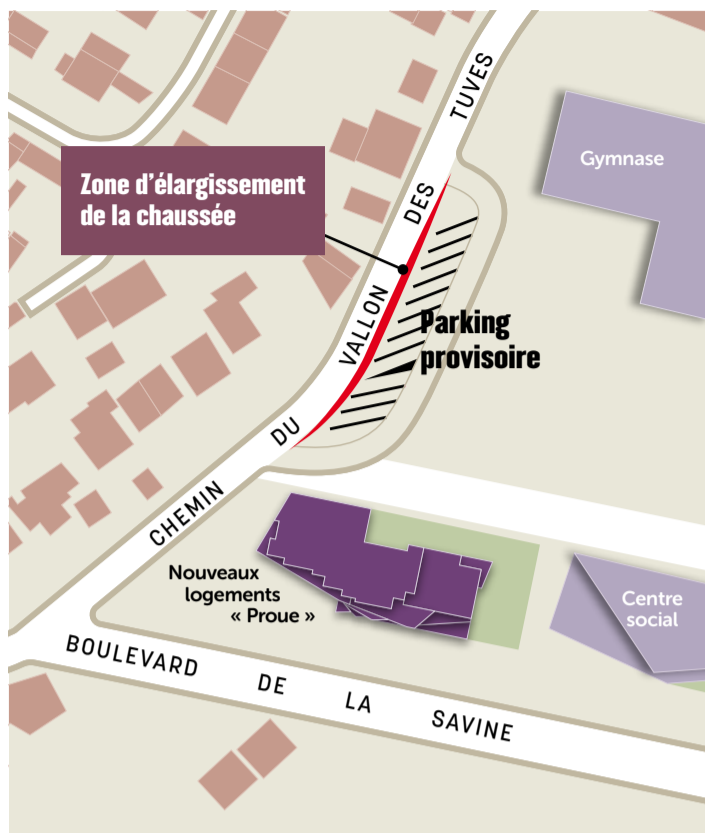 Zone d'élargissement
de la chaussée
CHEMIN DU VALLON DES TUVES
Gymnase
Parking
provisoire
Nouveaux
logements
« Proue »
Centre
social
BOULEVARD DE LA SAVINE